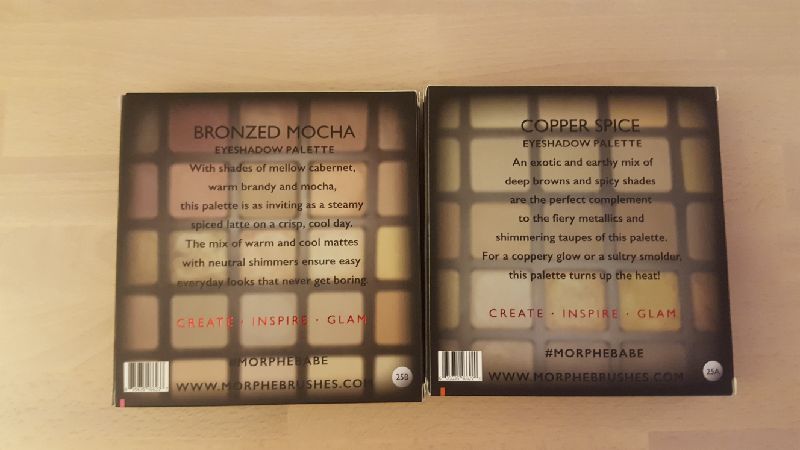 BRONZED MOCHA
EYESHADOW PALETTE
With shades of mellow cabernet,
warm brandy and mocha,
this palette is as inviting as a steamy
spiced latte on a crisp, cool day.
The mix of warm and cool mattes
with neutral shimmers ensure easy
everyday looks that never get boring.
CREATE · INSPIRE · GLAM
#MORPHEBABE
WWW.MORPHEBRUSHES.COM
25B
COPPER SPICE
EYESHADOW PALETTE
An exotic and earthy mix of
deep browns and spicy shades
are the perfect complement
to the fiery metallics and
shimmering taupes of this palette.
For a coppery glow or a sultry smolder,
this palette turns up the heat!
CREATE · INSPIRE · GLAM
#MORPHEBABE
WWW.MORPHEBRUSHES.COM
25A